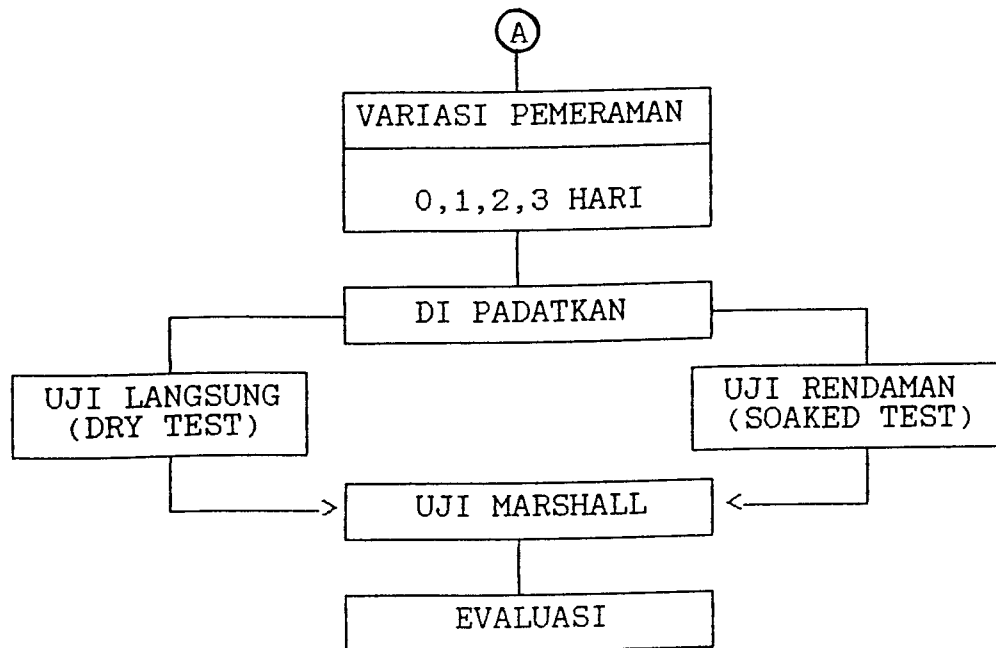 A
VARIASI PEMERAMAN
0,1,2,3 HARI
DI PADATKAN
UJI LANGSUNG
(DRY TEST)
UJI RENDAMAN
(SOAKED TEST)
UJI MARSHALL
EVALUASI